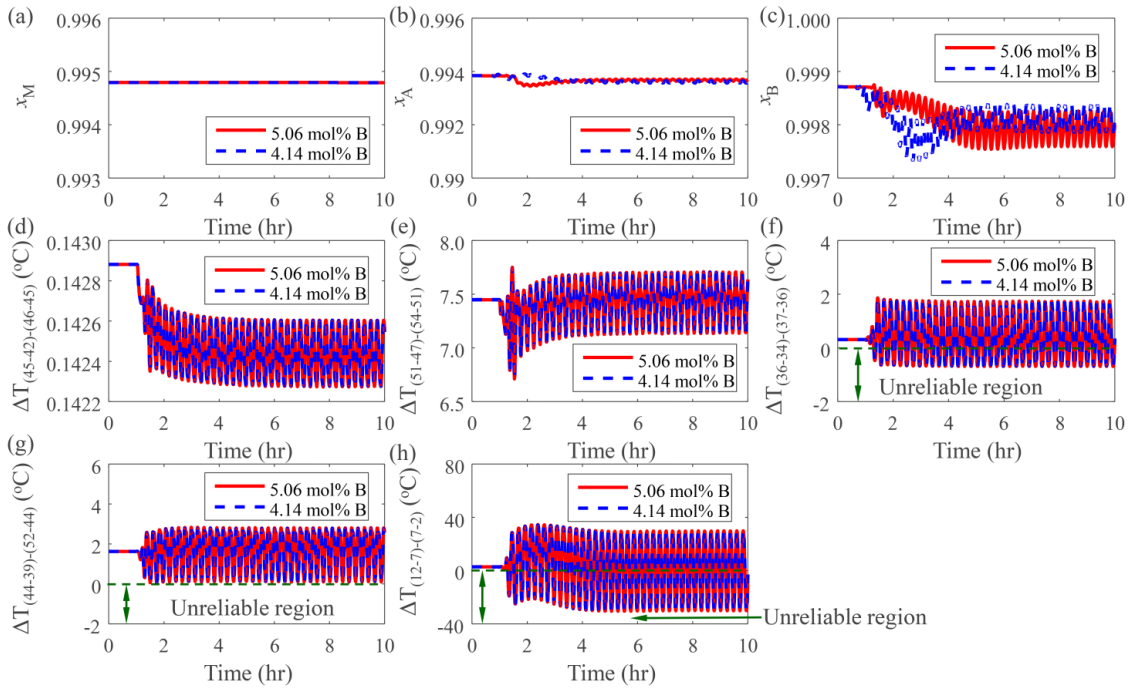 (a)
0.996
0.995
0.994
0.993
x_M
5.06 mol% B
4.14 mol% B
0 2 4 6 8 10
Time (hr)
(b)
0.996
0.994
0.992
0.99
x_A
5.06 mol% B
4.14 mol% B
0 2 4 6 8 10
Time (hr)
(c)
1.000
0.999
0.998
0.997
x_B
5.06 mol% B
4.14 mol% B
0 2 4 6 8 10
Time (hr)
(d)
0.1430
0.1428
0.1426
0.1424
0.1422
ΔT(45-42)-(46-45) (°C)
5.06 mol% B
4.14 mol% B
0 2 4 6 8 10
Time (hr)
(e)
8.0
7.5
7.0
6.5
ΔT(51-47)-(54-51) (°C)
5.06 mol% B
4.14 mol% B
0 2 4 6 8 10
Time (hr)
(f)
4
2
0
-2
ΔT(36-34)-(37-36) (°C)
5.06 mol% B
4.14 mol% B
Unreliable region
0 2 4 6 8 10
Time (hr)
(g)
6
4
2
0
-2
ΔT(44-39)-(52-44) (°C)
5.06 mol% B
4.14 mol% B
Unreliable region
0 2 4 6 8 10
Time (hr)
(h)
80
40
0
-40
ΔT(12-7)-(7-2) (°C)
5.06 mol% B
4.14 mol% B
Unreliable region
0 2 4 6 8 10
Time (hr)